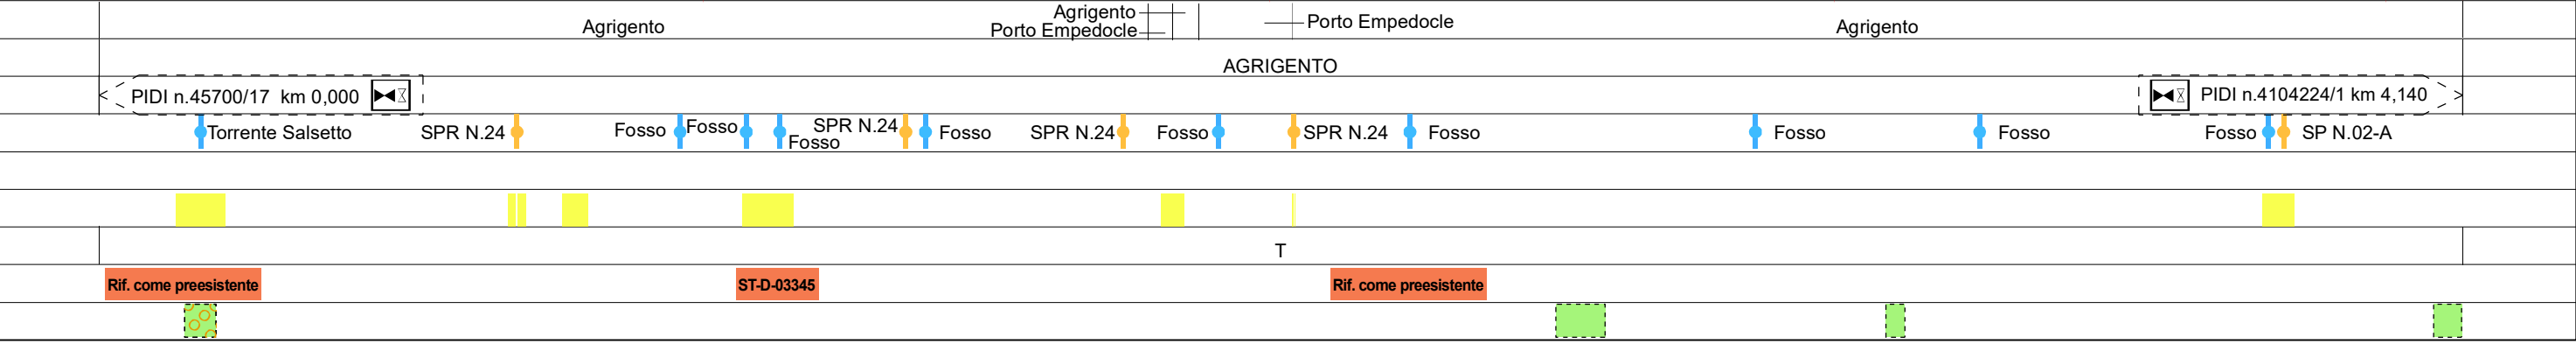 Agrigento
Agrigento
Porto Empedocle
Porto Empedocle
Agrigento
AGRIGENTO
PIDI n.45700/17 km 0,000
PIDI n.4104224/1 km 4,140
Torrente Salsetto
SPR N.24
Fosso
Fosso
Fosso
SPR N.24
Fosso
SPR N.24
Fosso
SPR N.24
Fosso
Fosso
Fosso
Fosso
SP N.02-A
T
Rif. come preesistente
ST-D-03345
Rif. come preesistente